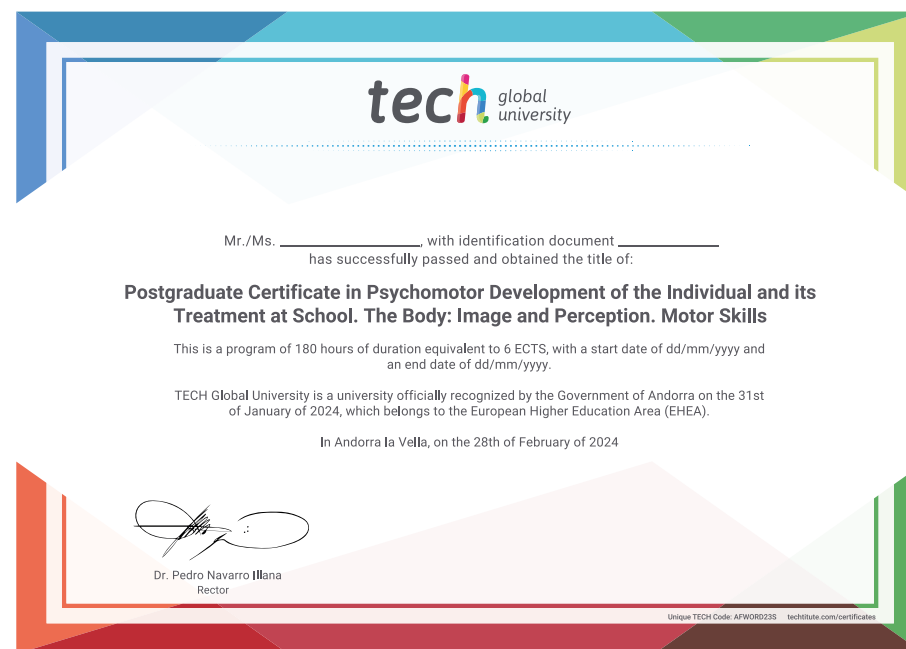 tech global university
Mr./Ms. ____________, with identification document ____________
has successfully passed and obtained the title of:
Postgraduate Certificate in Psychomotor Development of the Individual and its
Treatment at School. The Body: Image and Perception. Motor Skills
This is a program of 180 hours of duration equivalent to 6 ECTS, with a start date of dd/mm/yyyy and
an end date of dd/mm/yyyy.
TECH Global University is a university officially recognized by the Government of Andorra on the 31st
of January of 2024, which belongs to the European Higher Education Area (EHEA).
In Andorra la Vella, on the 28th of February of 2024
Dr. Pedro Navarro Illana
Rector
Unique TECH Code: AFWORD23S techtitute.com/certificates